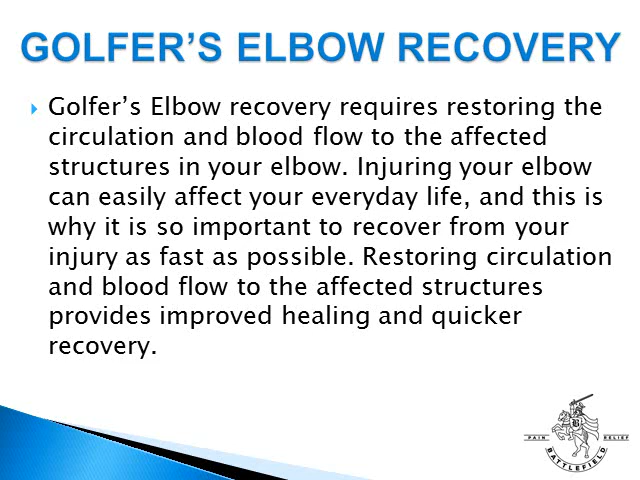 GOLFER’S ELBOW RECOVERY
Golfer’s Elbow recovery requires restoring the
circulation and blood flow to the affected
structures in your elbow. Injuring your elbow
can easily affect your everyday life, and this is
why it is so important to recover from your
injury as fast as possible. Restoring circulation
and blood flow to the affected structures
provides improved healing and quicker
recovery.
B
PAIN RELIEF
BATTLEFIELD